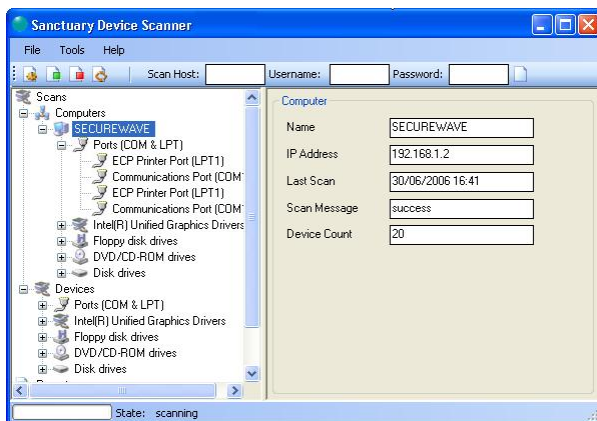 Sanctuary Device Scanner
File Tools Help
Scan Host: Username: Password:
Scans
Computers
SECUREWAVE
Ports (COM & LPT)
ECP Printer Port (LPT1)
Communications Port (COM
ECP Printer Port (LPT1)
Communications Port (COM
Intel(R) Unified Graphics Drivers
Floppy disk drives
DVD/CD-ROM drives
Disk drives
Devices
Ports (COM & LPT)
Intel(R) Unified Graphics Drivers
Floppy disk drives
DVD/CD-ROM drives
Disk drives
Computer
Name SECUREWAVE
IP Address 192.168.1.2
Last Scan 30/06/2006 16:41
Scan Message success
Device Count 20
State: scanning